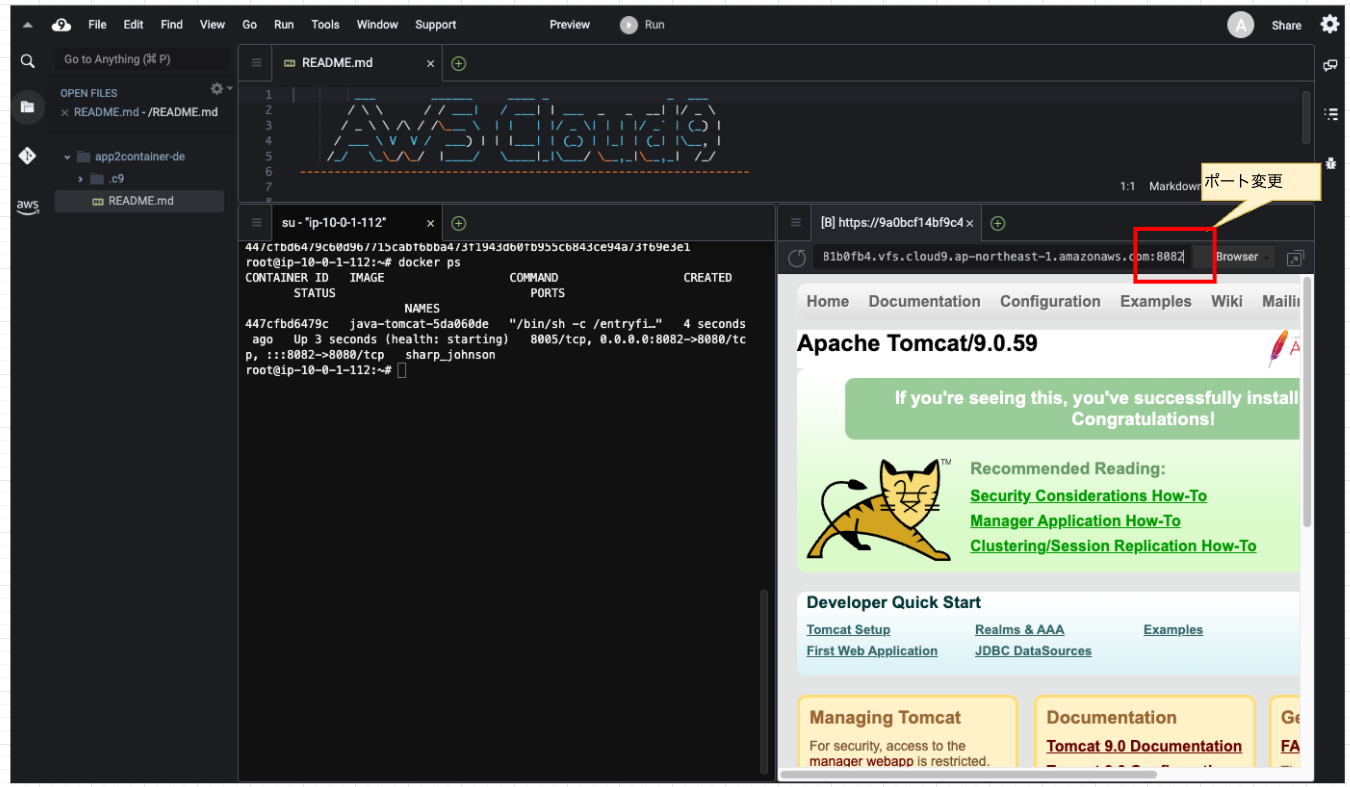 File Edit Find View Go Run Tools Window Support Preview Run A Share
Go to Anything (⌘ P)
OPEN FILES
README.md - /README.md
app2container-de
.c9
README.md
aws
README.md
1
2
3
4
5
6
7
AWS Cloud9
1:1 Markdown
ポート変更
su - "ip-10-0-1-112"
447cfbd6479c60d967715cabf6bba473f1943d60fb955c6843ce94a73f69e3e1
root@ip-10-0-1-112:~# docker ps
CONTAINER ID IMAGE COMMAND CREATED
STATUS PORTS
NAMES
447cfbd6479c java-tomcat-5da060de "/bin/sh -c /entryfi…" 4 seconds
ago Up 3 seconds (health: starting) 8005/tcp, 0.0.0.0:8082->8080/tc
p, :::8082->8080/tcp sharp_johnson
root@ip-10-0-1-112:~#
[B] https://9a0bcf14bf9c4
81b0fb4.vfs.cloud9.ap-northeast-1.amazonaws.com:8082 Browser
Home Documentation Configuration Examples Wiki Mailin
Apache Tomcat/9.0.59
If you're seeing this, you've successfully install
Congratulations!
TM
Recommended Reading:
Security Considerations How-To
Manager Application How-To
Clustering/Session Replication How-To
Developer Quick Start
Tomcat Setup Realms & AAA Examples
First Web Application JDBC DataSources
Managing Tomcat
For security, access to the
manager webapp is restricted.
Documentation
Tomcat 9.0 Documentation
Ge
FA